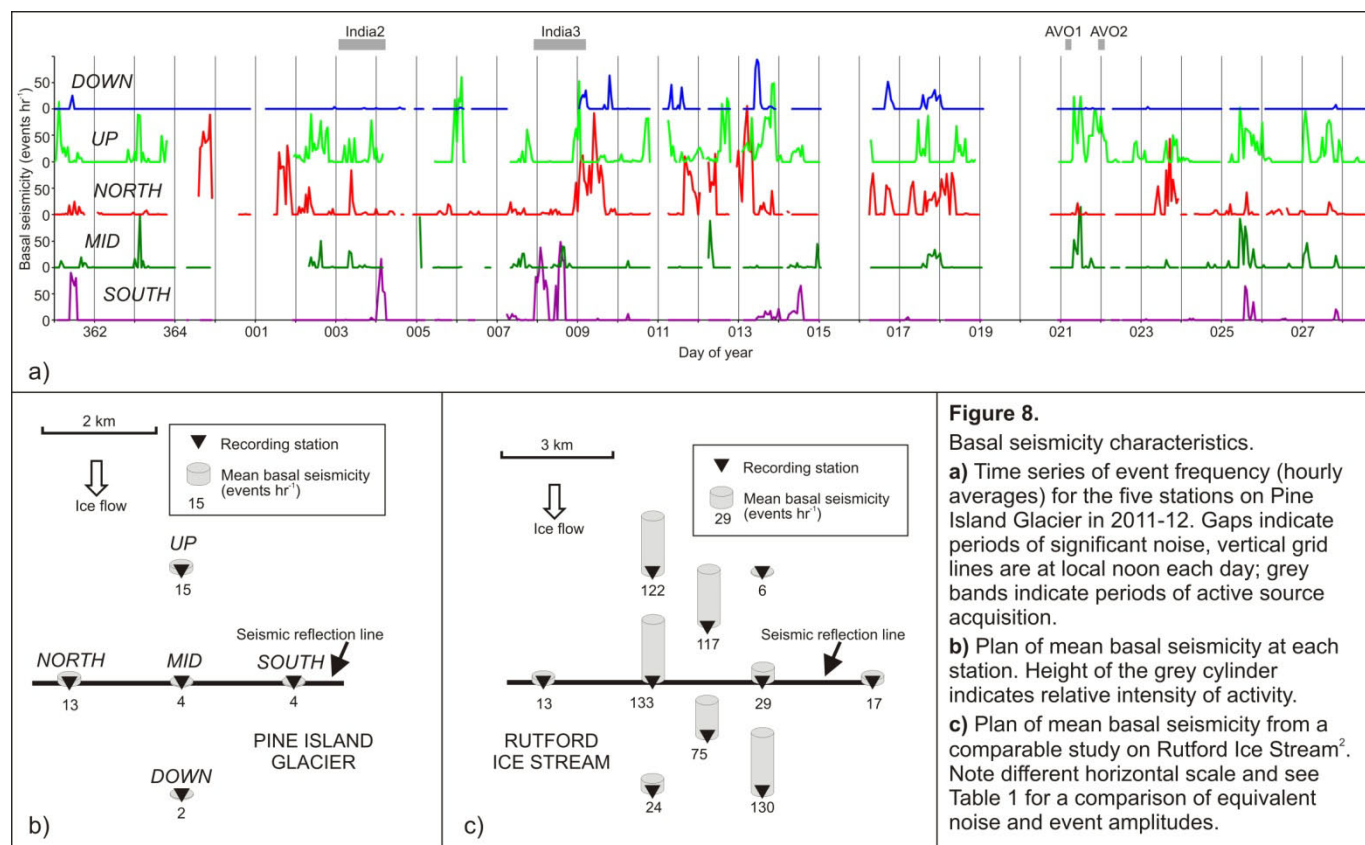 India2 India3 AVO1 AVO2
Basal seismicity (events hr⁻¹)
50
DOWN
0
50
UP
0
50
NORTH
0
50
MID
0
50
SOUTH
0
362 364 001 003 005 007 009 011 013 015 017 019 021 023 025 027
Day of year
a)
2 km
Ice flow
Recording station
Mean basal seismicity
(events hr⁻¹)
15
UP
15
Seismic reflection line
NORTH MID SOUTH
13 4 4
PINE ISLAND
GLACIER
DOWN
2
b)
3 km
Ice flow
Recording station
Mean basal seismicity
(events hr⁻¹)
29
122 6
117
Seismic reflection line
13 133 29 17
RUTFORD
ICE STREAM
75
24 130
c)
Figure 8.
Basal seismicity characteristics.
a) Time series of event frequency (hourly
averages) for the five stations on Pine
Island Glacier in 2011-12. Gaps indicate
periods of significant noise, vertical grid
lines are at local noon each day; grey
bands indicate periods of active source
acquisition.
b) Plan of mean basal seismicity at each
station. Height of the grey cylinder
indicates relative intensity of activity.
c) Plan of mean basal seismicity from a
comparable study on Rutford Ice Stream².
Note different horizontal scale and see
Table 1 for a comparison of equivalent
noise and event amplitudes.